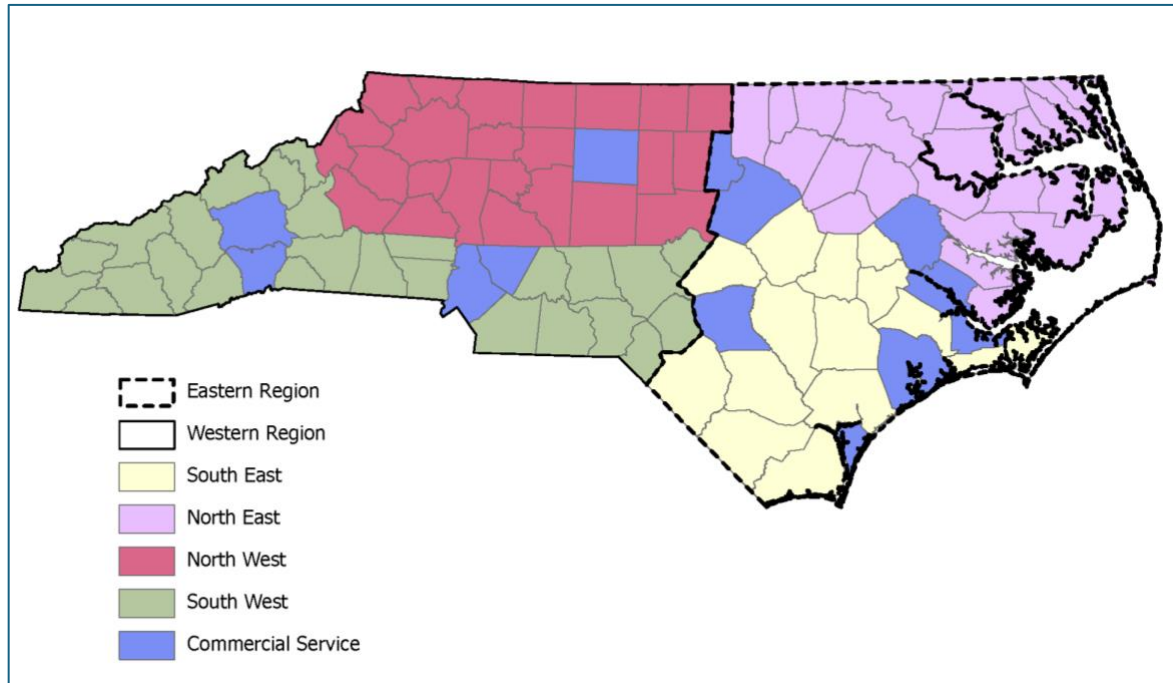 Eastern Region
Western Region
South East
North East
North West
South West
Commercial Service